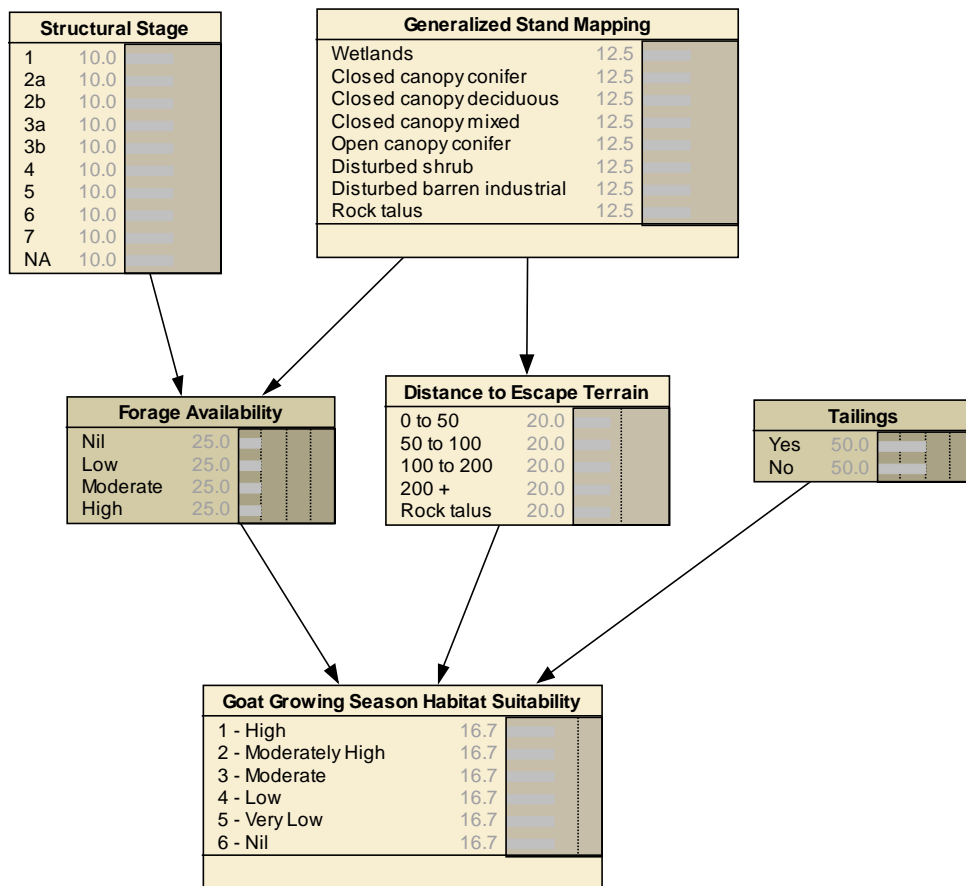 Structural Stage
1 10.0
2a 10.0
2b 10.0
3a 10.0
3b 10.0
4 10.0
5 10.0
6 10.0
7 10.0
NA 10.0
Generalized Stand Mapping
Wetlands 12.5
Closed canopy conifer 12.5
Closed canopy deciduous 12.5
Closed canopy mixed 12.5
Open canopy conifer 12.5
Disturbed shrub 12.5
Disturbed barren industrial 12.5
Rock talus 12.5
Forage Availability
Nil 25.0
Low 25.0
Moderate 25.0
High 25.0
Distance to Escape Terrain
0 to 50 20.0
50 to 100 20.0
100 to 200 20.0
200 + 20.0
Rock talus 20.0
Tailings
Yes 50.0
No 50.0
Goat Growing Season Habitat Suitability
1 - High 16.7
2 - Moderately High 16.7
3 - Moderate 16.7
4 - Low 16.7
5 - Very Low 16.7
6 - Nil 16.7